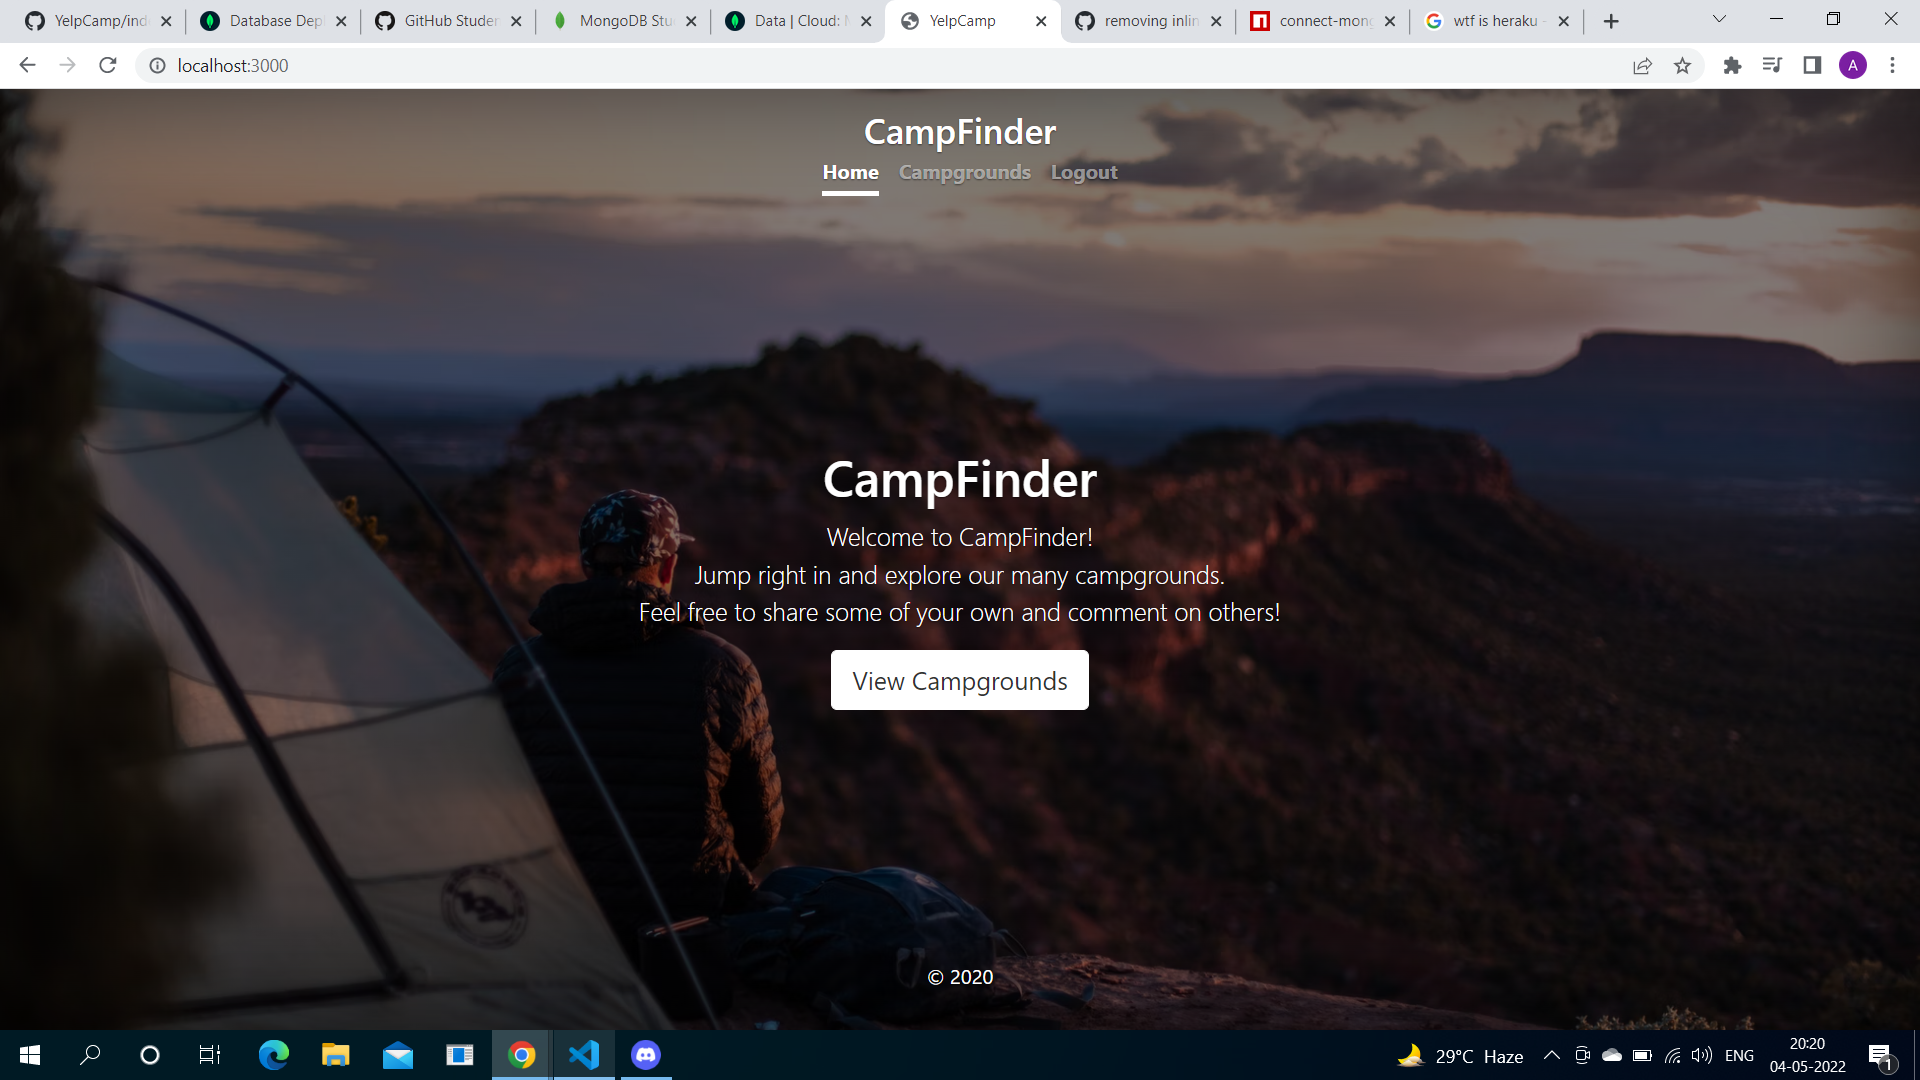 YelpCamp/ind
Database Dep
GitHub Studen
MongoDB Stu
Data | Cloud: M
YelpCamp
removing inlin
connect-mong
wtf is heraku -
localhost:3000
A
CampFinder
Home Campgrounds Logout
CampFinder
Welcome to CampFinder!
Jump right in and explore our many campgrounds.
Feel free to share some of your own and comment on others!
View Campgrounds
© 2020
29°C Haze
ENG
20:20
04-05-2022
1